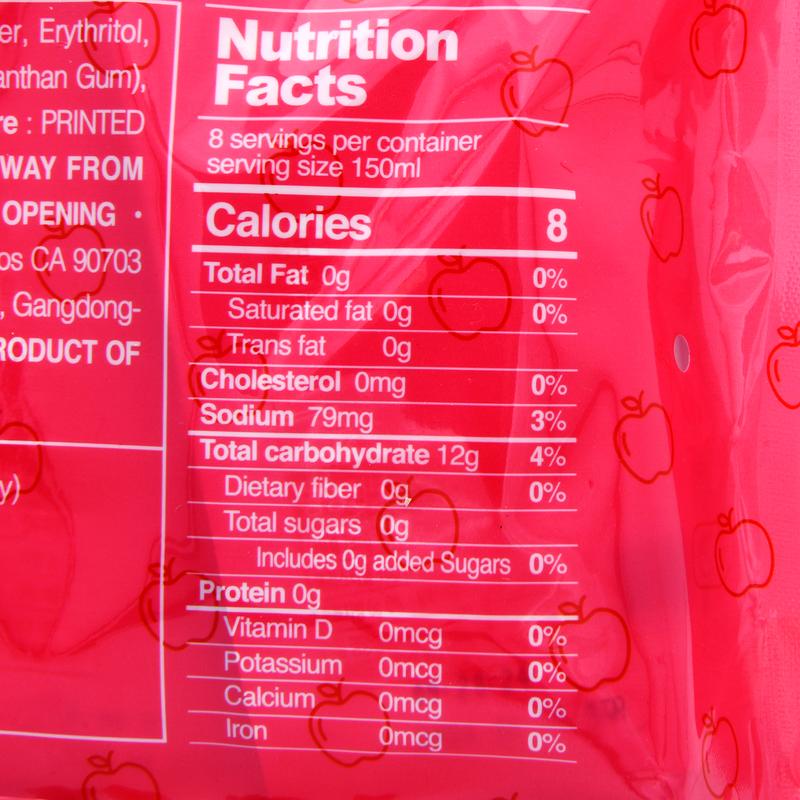 er, Erythritol,
anthan Gum),
re : PRINTED
WAY FROM
OPENING •
os CA 90703
, Gangdong-
RODUCT OF
y)
Nutrition
Facts
8 servings per container
serving size 150ml
Calories 8
Total Fat 0g 0%
Saturated fat 0g 0%
Trans fat 0g
Cholesterol 0mg 0%
Sodium 79mg 3%
Total carbohydrate 12g 4%
Dietary fiber 0g 0%
Total sugars 0g
Includes 0g added Sugars 0%
Protein 0g
Vitamin D 0mcg 0%
Potassium 0mcg 0%
Calcium 0mcg 0%
Iron 0mcg 0%